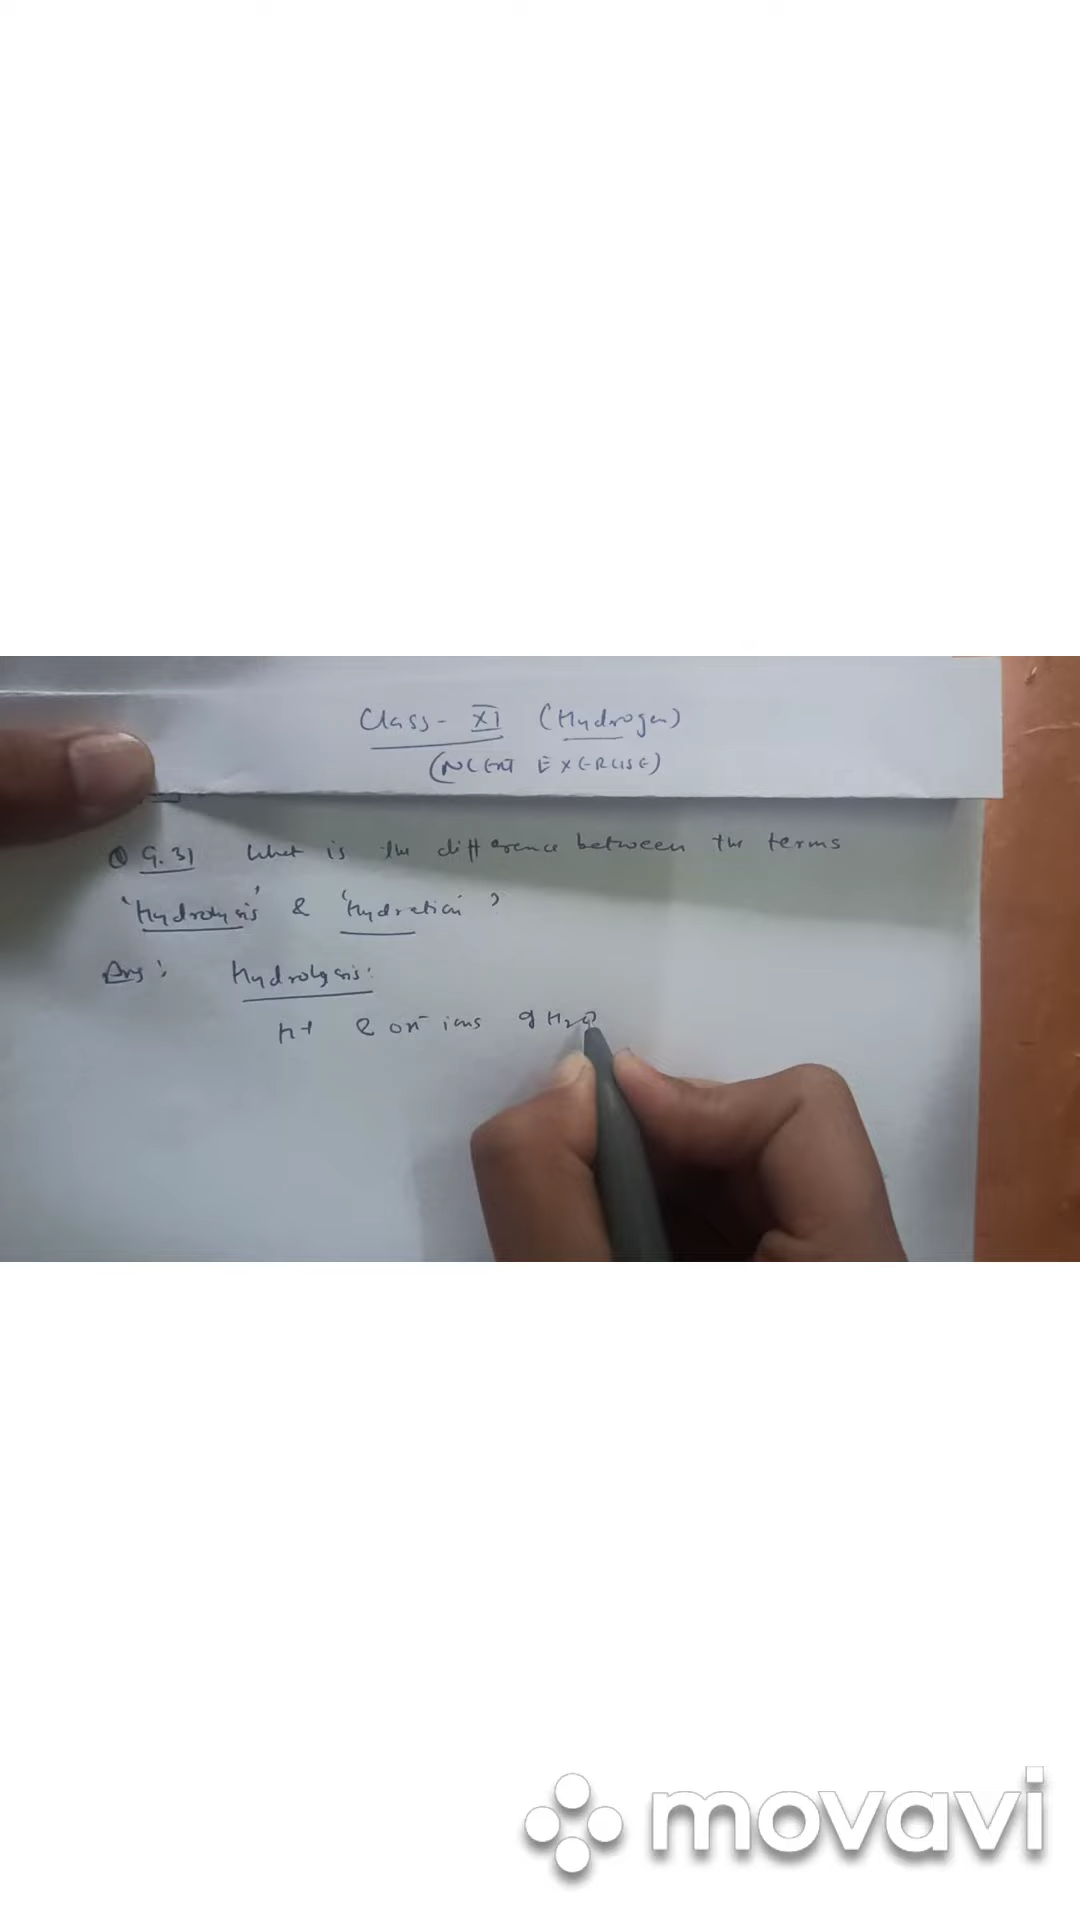 Class - XI (Hydrogen)
(NCERT EXERCISE)
Q 9.31 What is the difference between the terms
'Hydrolysis' & 'Hydration'
Ans: Hydrolysis:
H+ & OH- ions of H2O
movavi